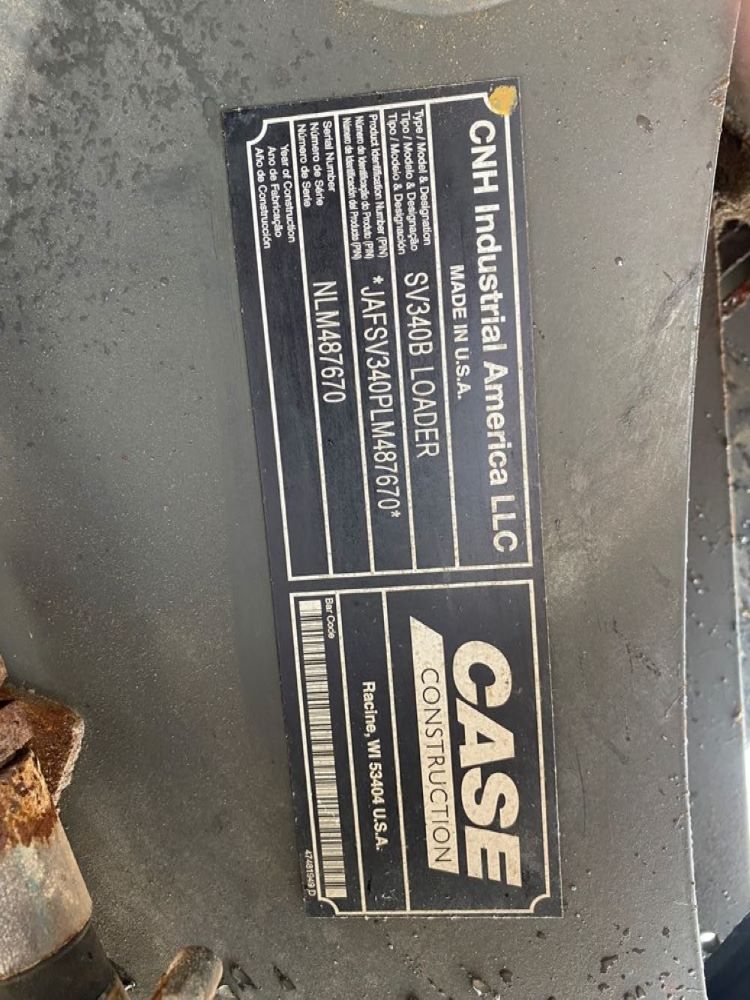 CNH Industrial America LLC
MADE IN U.S.A.
Type / Model & Designation
Tipo / Modelo & Designação
Tipo / Modelo & Designación
SV340B LOADER
Product Identification Number (PIN)
Número de Identificação do Produto (PIN)
Número de Identificación del Producto (PIN)
*JAFSV340PLM487670*
Serial Number
Número de Série
Número de Serie
NLM487670
Year of Construction
Ano de Fabricação
Año de Construcción
CASE
CONSTRUCTION
Racine, WI 53404 U.S.A.
Bar Code
47481949 D